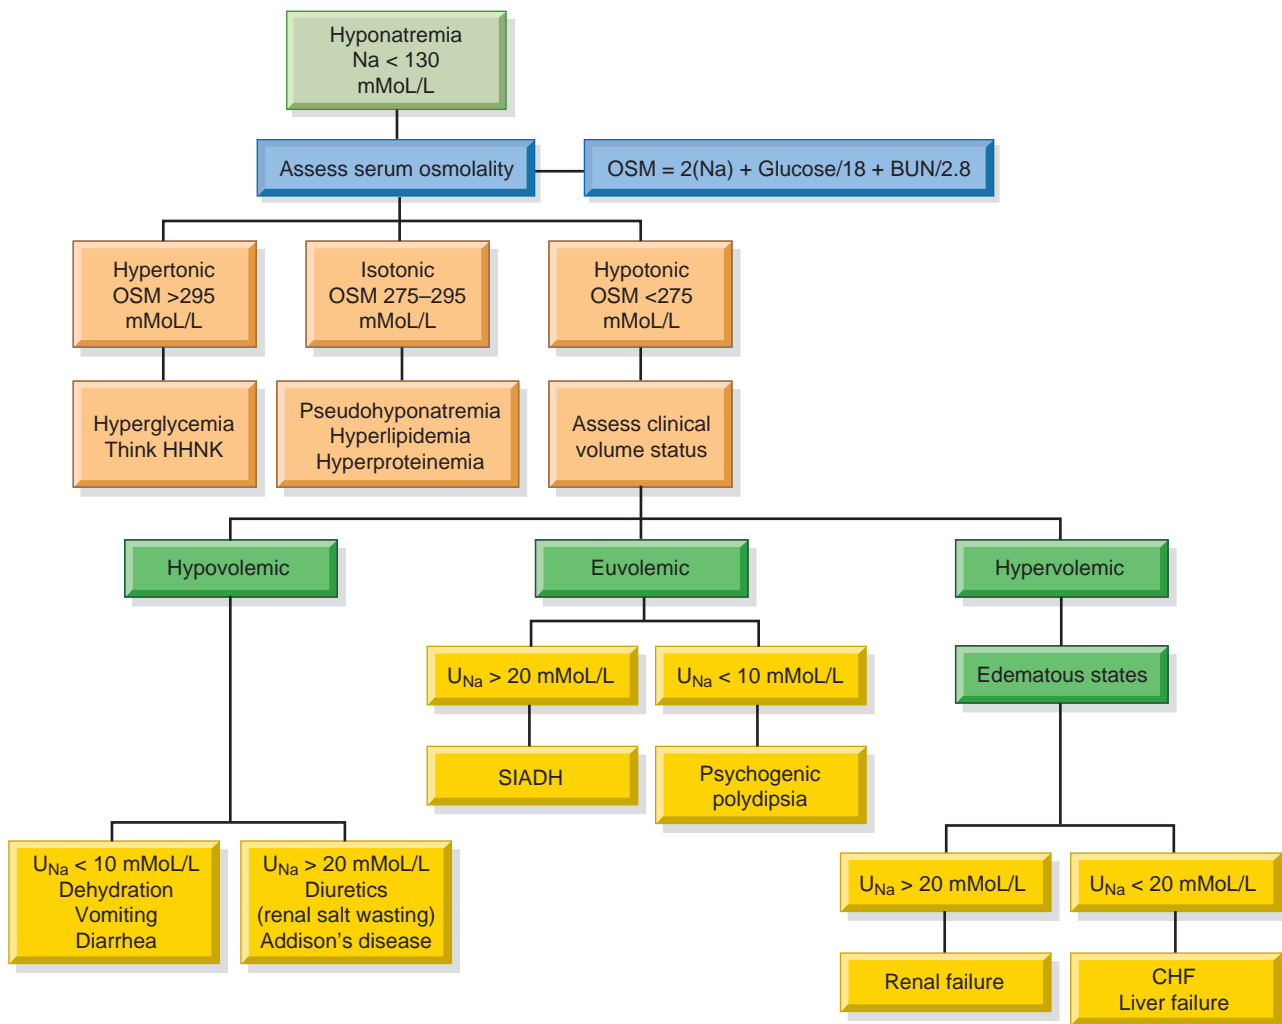 Hyponatremia
Na < 130
mMoL/L
Assess serum osmolality
OSM = 2(Na) + Glucose/18 + BUN/2.8
Hypertonic
OSM >295
mMoL/L
Isotonic
OSM 275–295
mMoL/L
Hypotonic
OSM <275
mMoL/L
Hyperglycemia
Think HHNK
Pseudohyponatremia
Hyperlipidemia
Hyperproteinemia
Assess clinical
volume status
Hypovolemic
Euvolemic
Hypervolemic
UNa > 20 mMoL/L
UNa < 10 mMoL/L
Edematous states
SIADH
Psychogenic
polydipsia
UNa < 10 mMoL/L
Dehydration
Vomiting
Diarrhea
UNa > 20 mMoL/L
Diuretics
(renal salt wasting)
Addison's disease
UNa > 20 mMoL/L
UNa < 20 mMoL/L
Renal failure
CHF
Liver failure